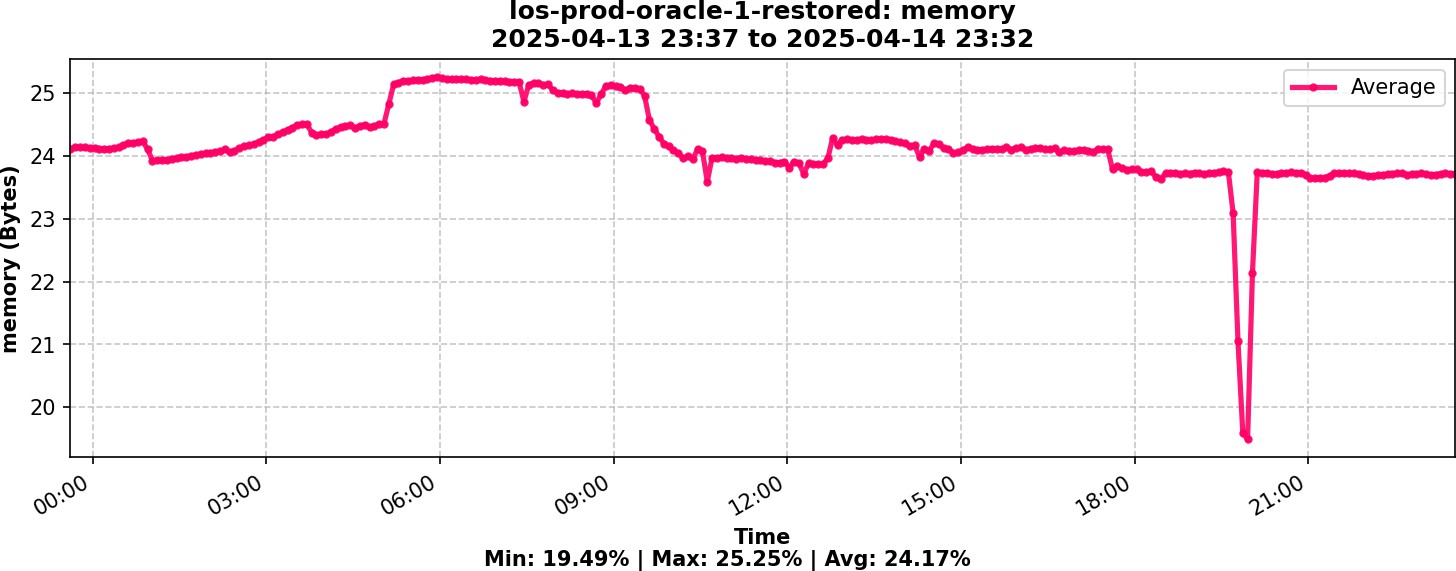 los-prod-oracle-1-restored: memory
2025-04-13 23:37 to 2025-04-14 23:32
Average
memory (Bytes)
25
24
23
22
21
20
00:00
03:00
06:00
09:00
12:00
15:00
18:00
21:00
Time
Min: 19.49% | Max: 25.25% | Avg: 24.17%